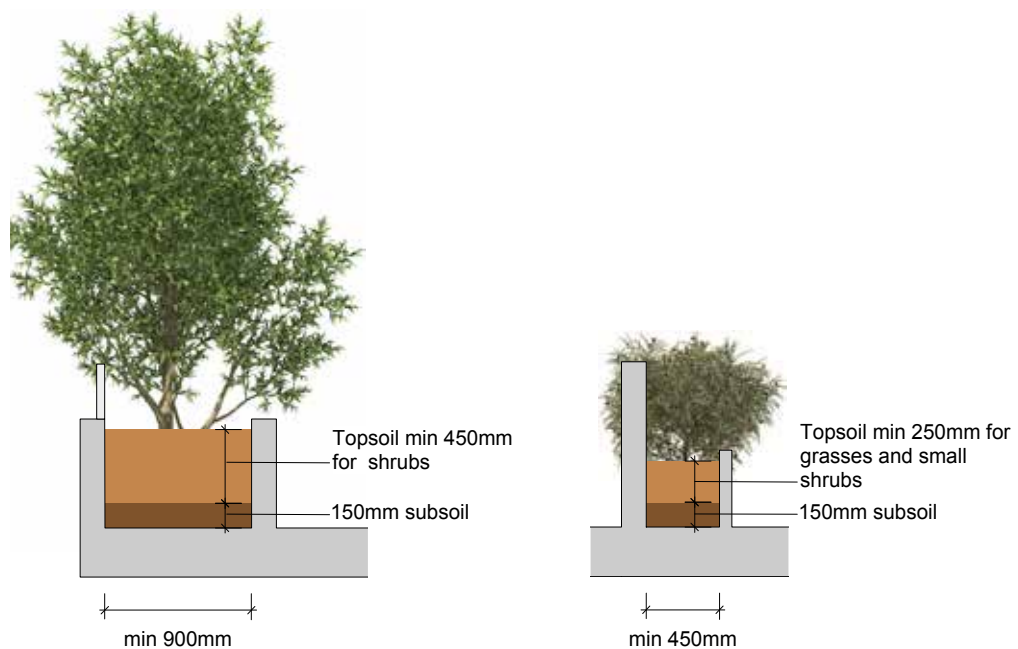 Topsoil min 450mm
for shrubs
150mm subsoil
min 900mm
Topsoil min 250mm for
grasses and small
shrubs
150mm subsoil
min 450mm